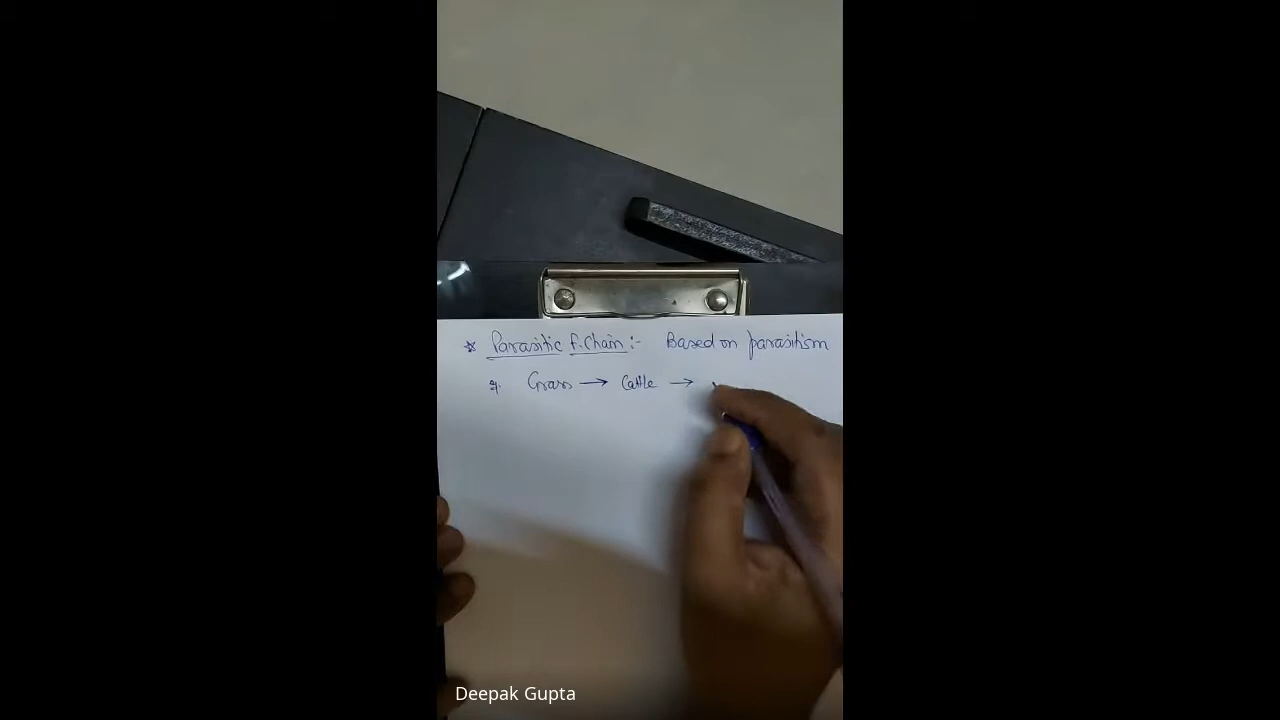 * Parasitic f. Chain :- Based on parasitism
eg. Grass → Cattle →
Deepak Gupta